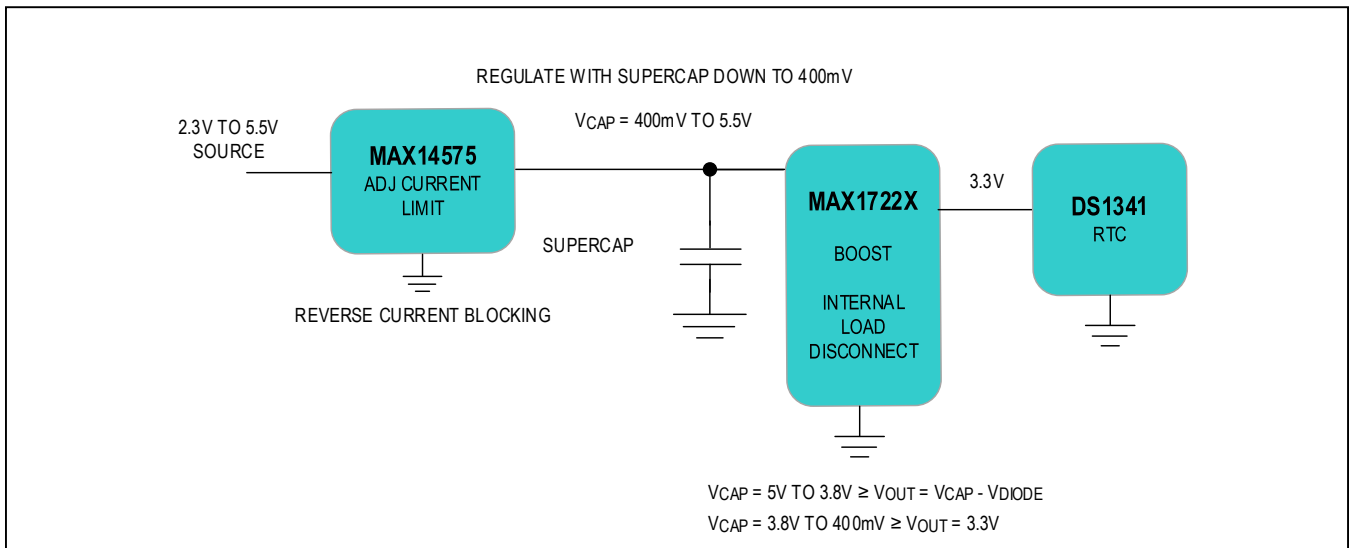 REGULATE WITH SUPERCAP DOWN TO 400mV
2.3V TO 5.5V
SOURCE
MAX14575
ADJ CURRENT
LIMIT
VCAP = 400mV TO 5.5V
SUPERCAP
REVERSE CURRENT BLOCKING
MAX1722X
BOOST
INTERNAL
LOAD
DISCONNECT
3.3V
DS1341
RTC
VCAP = 5V TO 3.8V ≥ VOUT = VCAP - VDIODE
VCAP = 3.8V TO 400mV ≥ VOUT = 3.3V